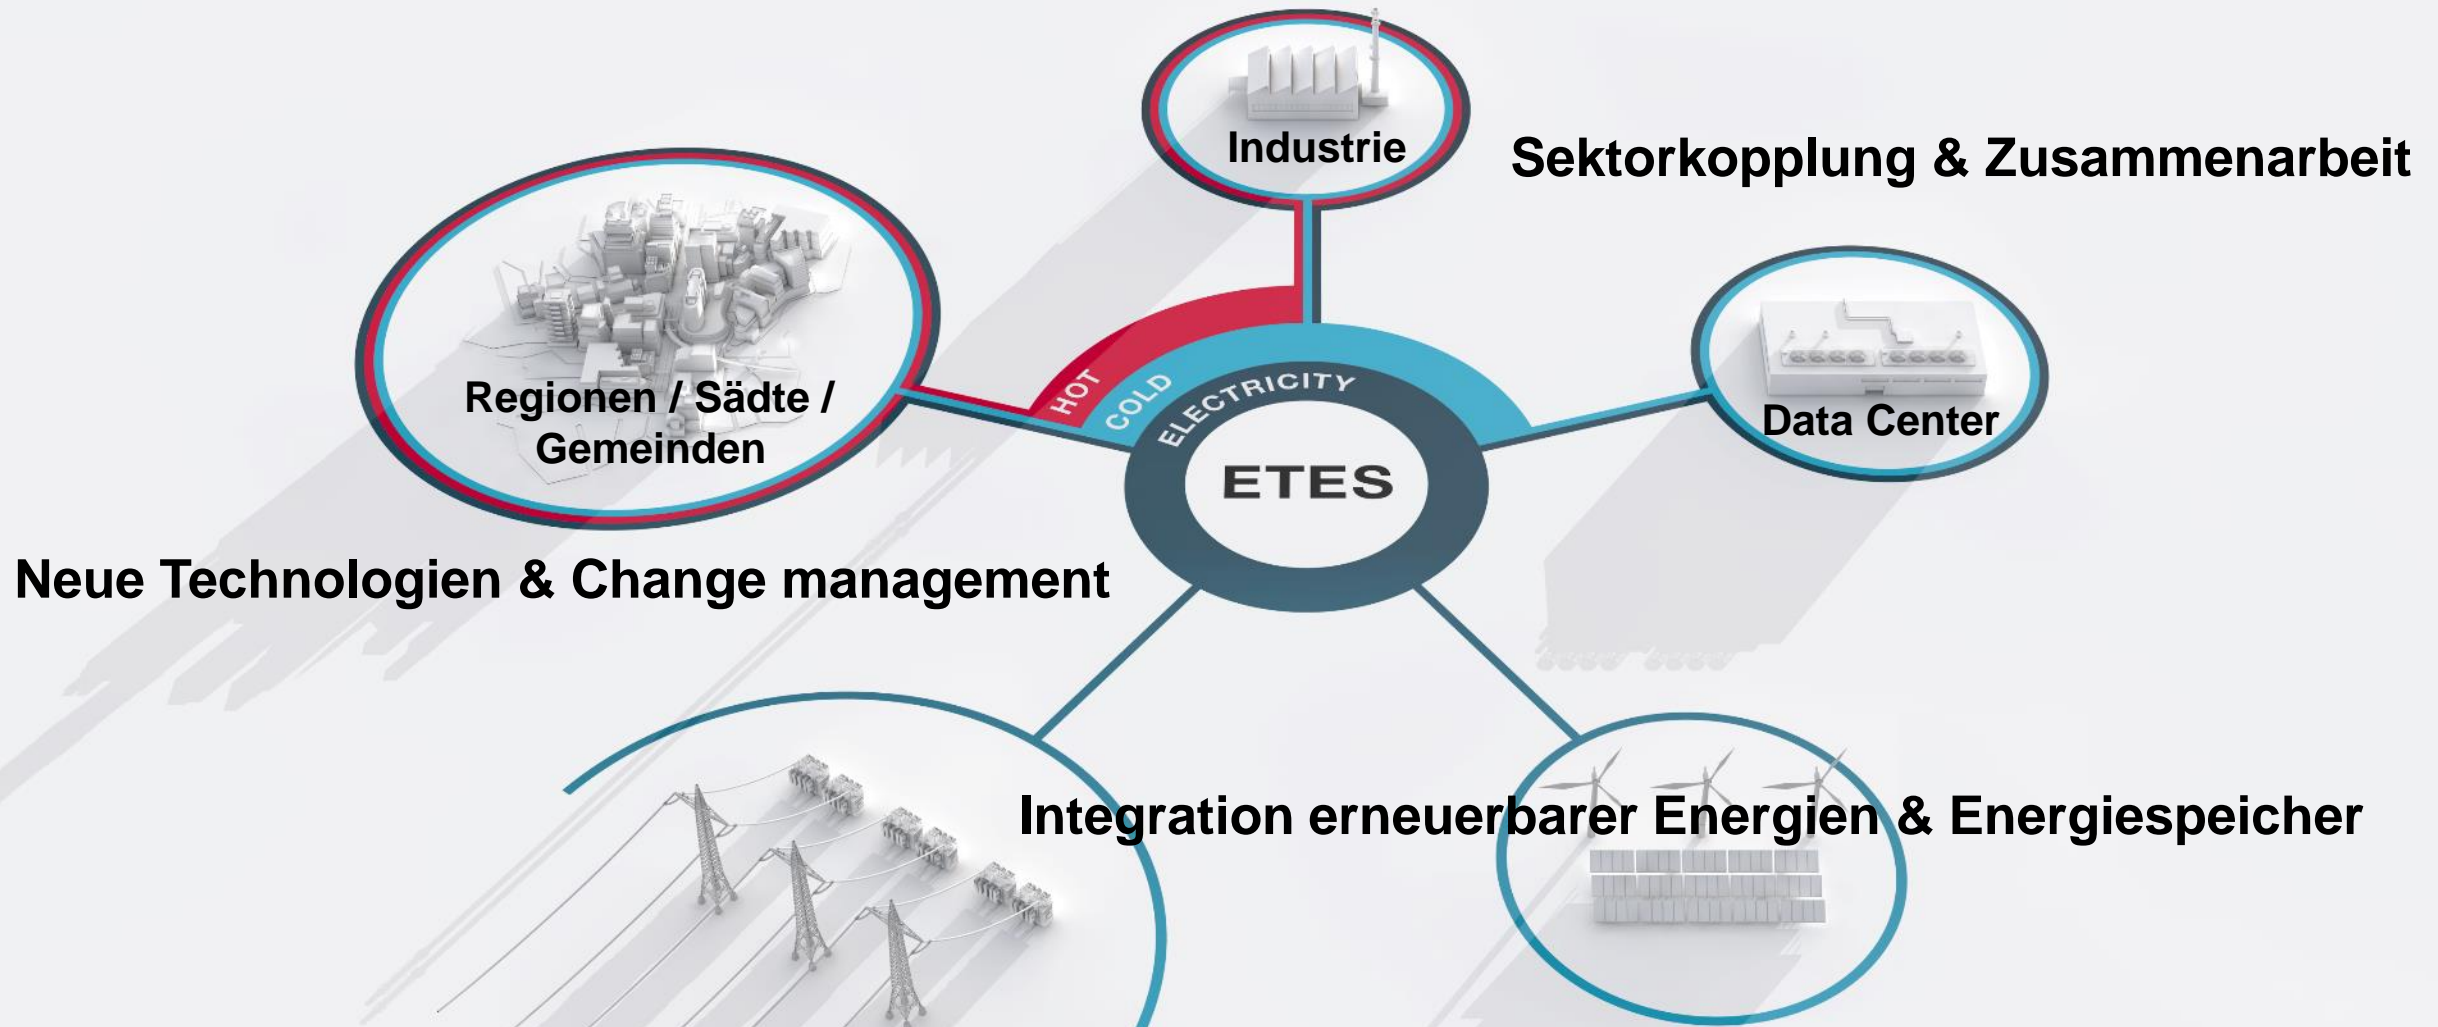 Industrie
Sektorkopplung & Zusammenarbeit
Regionen / Sädte /
Gemeinden
HOT
COLD
ELECTRICITY
Data Center
ETES
Neue Technologien & Change management
Integration erneuerbarer Energien & Energiespeicher